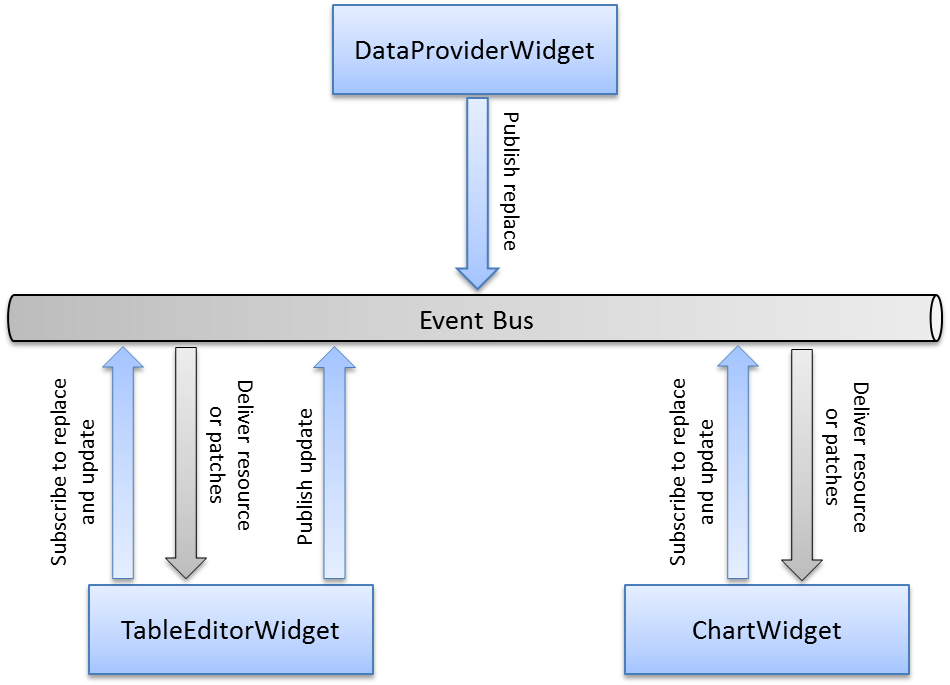 DataProviderWidget
Publish replace
Event Bus
Subscribe to replace
and update
Deliver resource
or patches
Publish update
Subscribe to replace
and update
Deliver resource
or patches
TableEditorWidget
ChartWidget